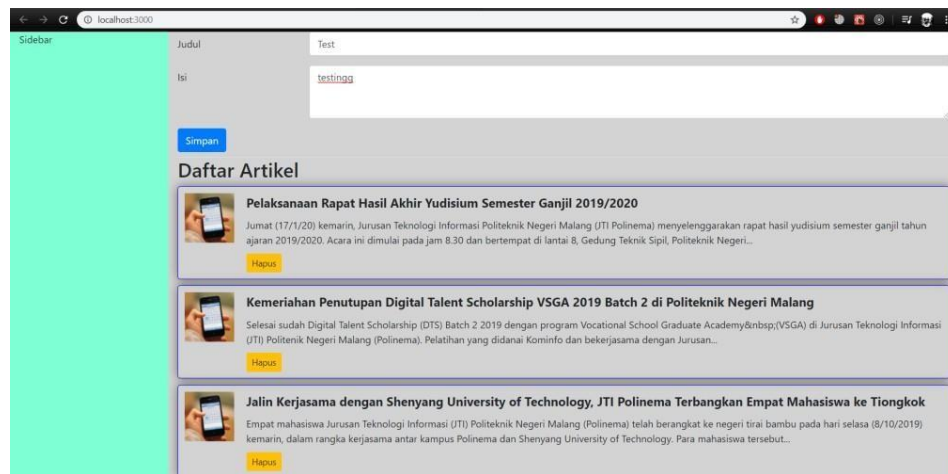 localhost:3000
Sidebar
Judul
Test
Isi
testingg
Simpan
Daftar Artikel
Pelaksanaan Rapat Hasil Akhir Yudisium Semester Ganjil 2019/2020
Jumat (17/1/20) kemarin, Jurusan Teknologi Informasi Politeknik Negeri Malang (JTI Polinema) menyelenggarakan rapat hasil yudisium semester ganjil tahun
ajaran 2019/2020. Acara ini dimulai pada jam 8.30 dan bertempat di lantai 8, Gedung Teknik Sipil, Politeknik Negeri...
Hapus
Kemeriahan Penutupan Digital Talent Scholarship VSGA 2019 Batch 2 di Politeknik Negeri Malang
Selesai sudah Digital Talent Scholarship (DTS) Batch 2 2019 dengan program Vocational School Graduate Academy&nbsp;(VSGA) di Jurusan Teknologi Informasi
(JTI) Politenik Negeri Malang (Polinema). Pelatihan yang didanai Kominfo dan bekerjasama dengan Jurusan...
Hapus
Jalin Kerjasama dengan Shenyang University of Technology, JTI Polinema Terbangkan Empat Mahasiswa ke Tiongkok
Empat mahasiswa Jurusan Teknologi Informasi (JTI) Politeknik Negeri Malang (Polinema) telah berangkat ke negeri tirai bambu pada hari selasa (8/10/2019)
kemarin, dalam rangka kerjasama antar kampus Polinema dan Shenyang University of Technology. Para mahasiswa tersebut...
Hapus